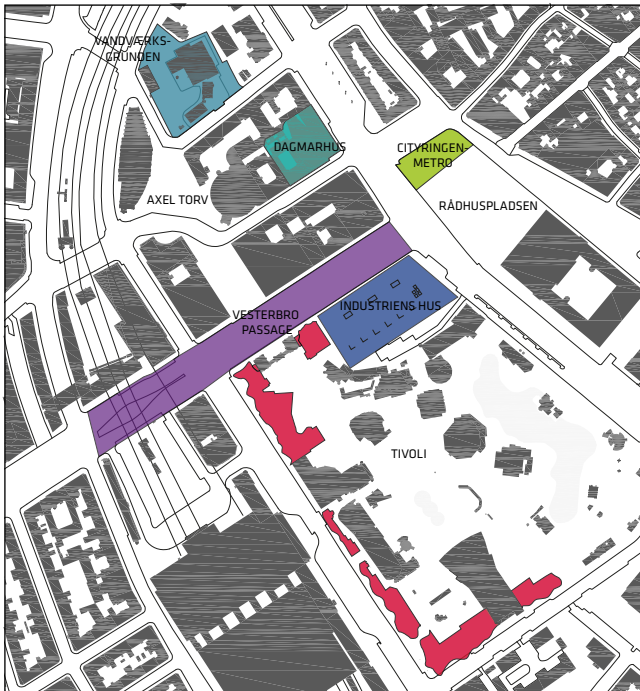 VANDVÆRKS-
GRUNDEN
DAGMARHUS
CITYRINGEN-
METRO
AXEL TORV
RÅDHUSPLADSEN
INDUSTRIENS HUS
VESTERBRO
PASSAGE
TIVOLI